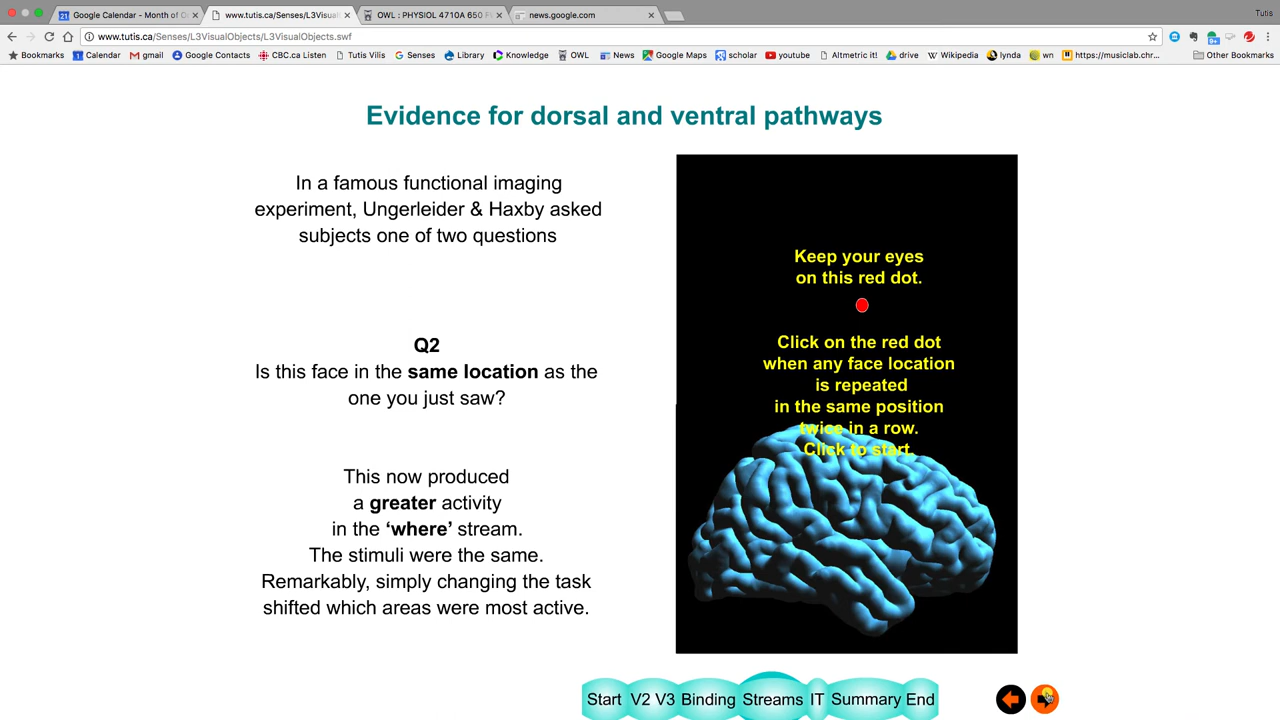 Google Calendar - Month of O
www.tutis.ca/Senses/L3Visual
OWL : PHYSIOL 4710A 650 F
news.google.com
Tutis
www.tutis.ca/Senses/L3VisualObjects/L3VisualObjects.swf
Bookmarks Calendar gmail Google Contacts CBC.ca Listen Tutis Vilis Senses Library Knowledge OWL News Google Maps scholar youtube Altmetric it! drive Wikipedia lynda wn https://musiclab.chr... Other Bookmarks
Evidence for dorsal and ventral pathways
In a famous functional imaging
experiment, Ungerleider & Haxby asked
subjects one of two questions
Q2
Is this face in the same location as the
one you just saw?
This now produced
a greater activity
in the ‘where’ stream.
The stimuli were the same.
Remarkably, simply changing the task
shifted which areas were most active.
Keep your eyes
on this red dot.
Click on the red dot
when any face location
is repeated
in the same position
twice in a row.
Click to start.
Start V2 V3 Binding Streams IT Summary End